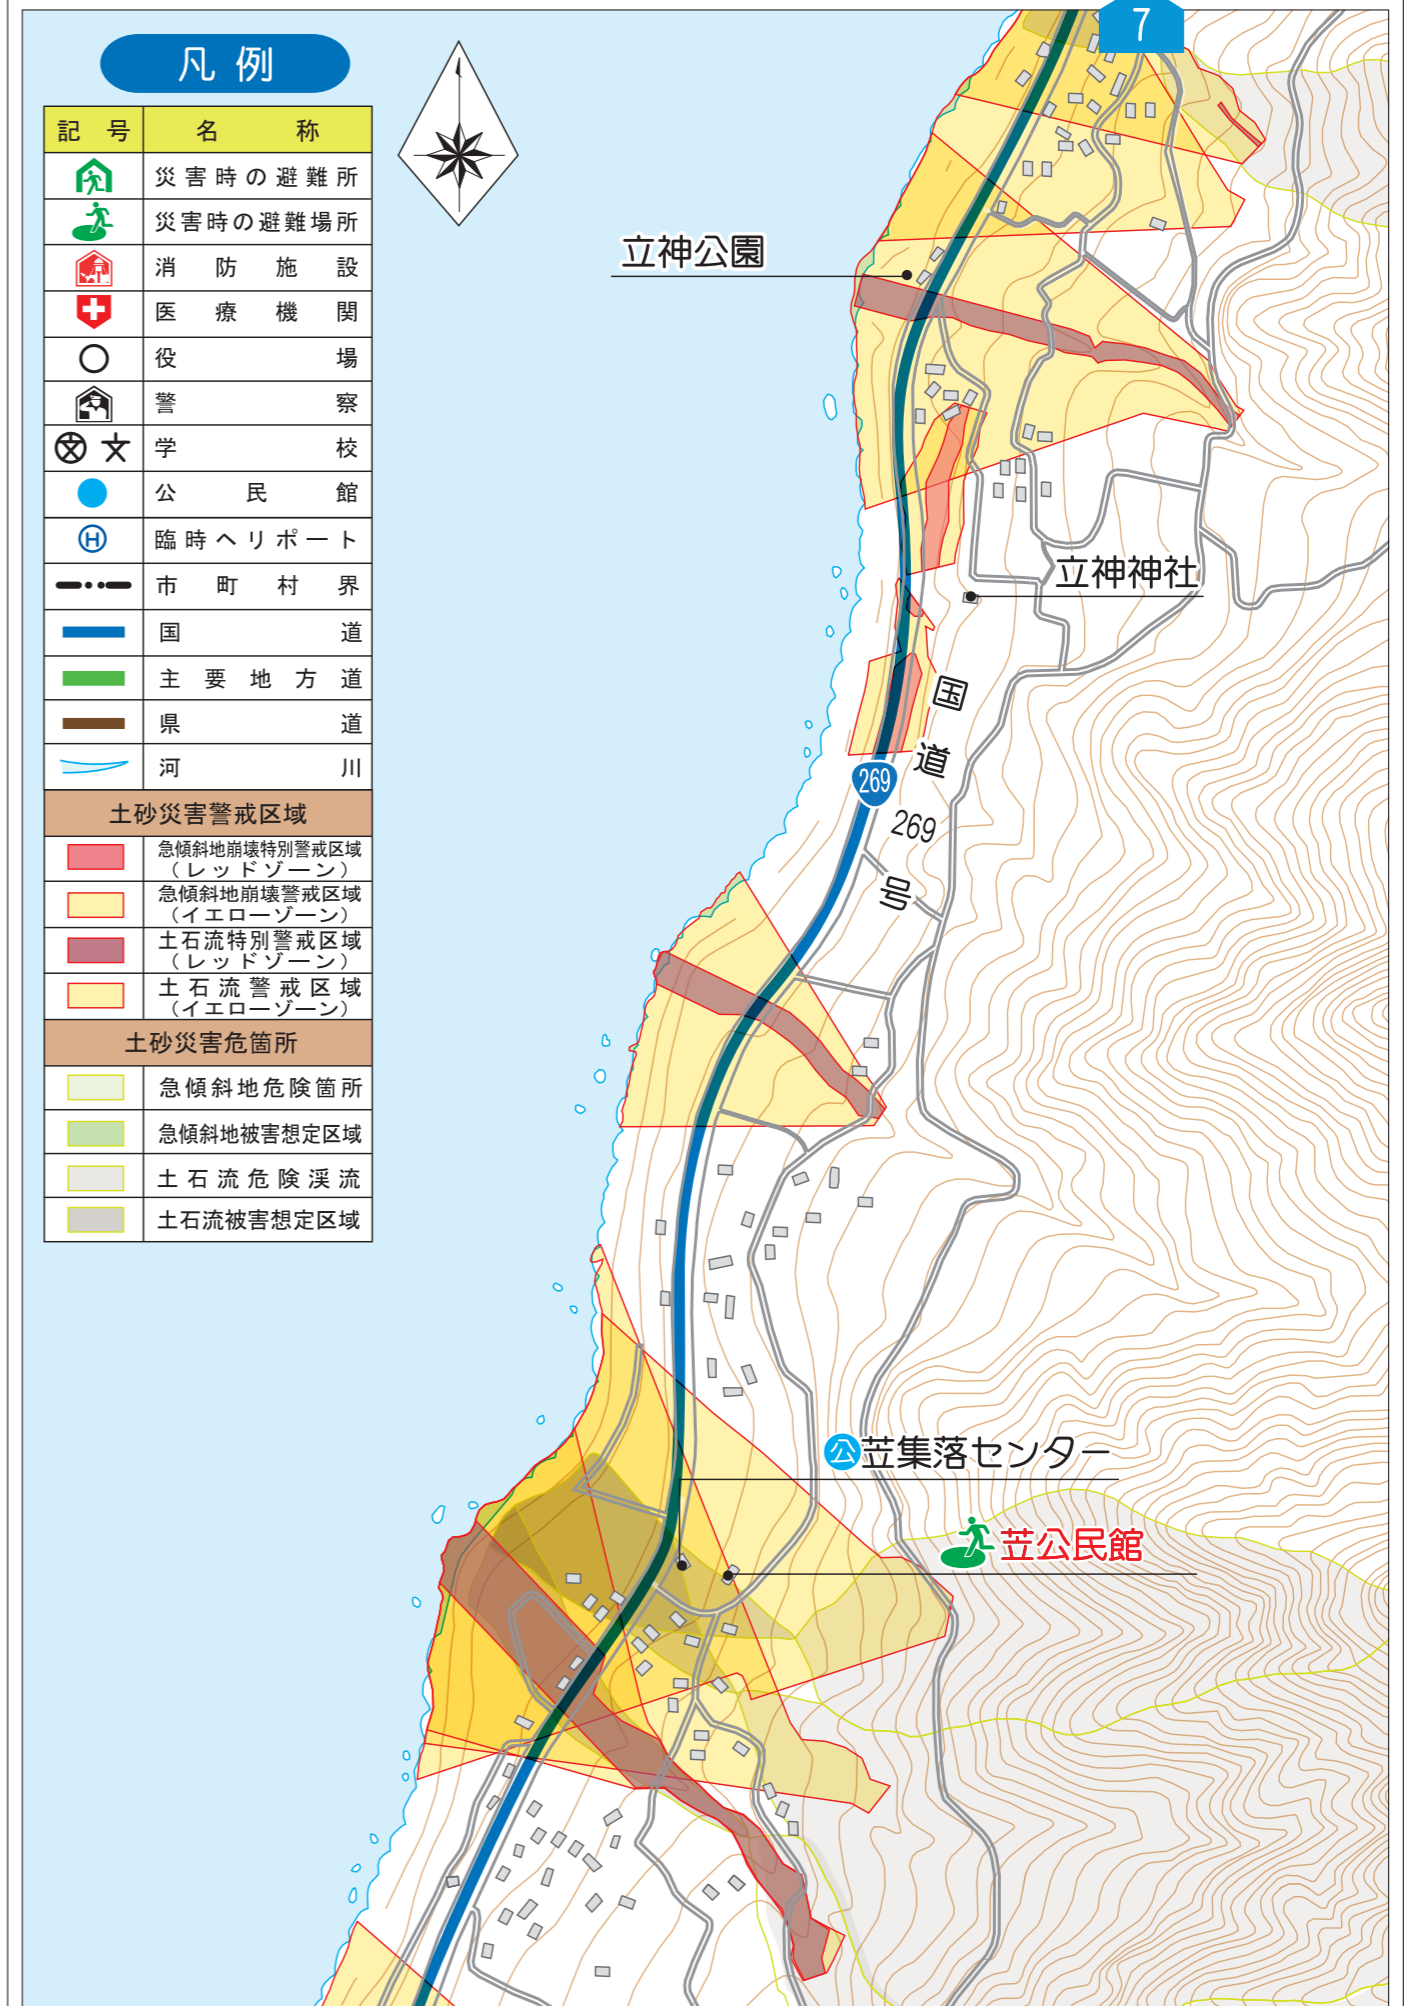 凡例
記号 名称
災害時の避難所
災害時の避難場所
消防施設
医療機関
役場
警察
学校
公民館
臨時ヘリポート
市町村界
国道
主要地方道
県道
河川
土砂災害警戒区域
急傾斜地崩壊特別警戒区域
（レッドゾーン）
急傾斜地崩壊警戒区域
（イエローゾーン）
土石流特別警戒区域
（レッドゾーン）
土石流警戒区域
（イエローゾーン）
土砂災害危箇所
急傾斜地危険箇所
急傾斜地被害想定区域
土石流危険渓流
土石流被害想定区域
文
H
7
立神公園
立神神社
国道269号
269
公 苙集落センター
苙公民館